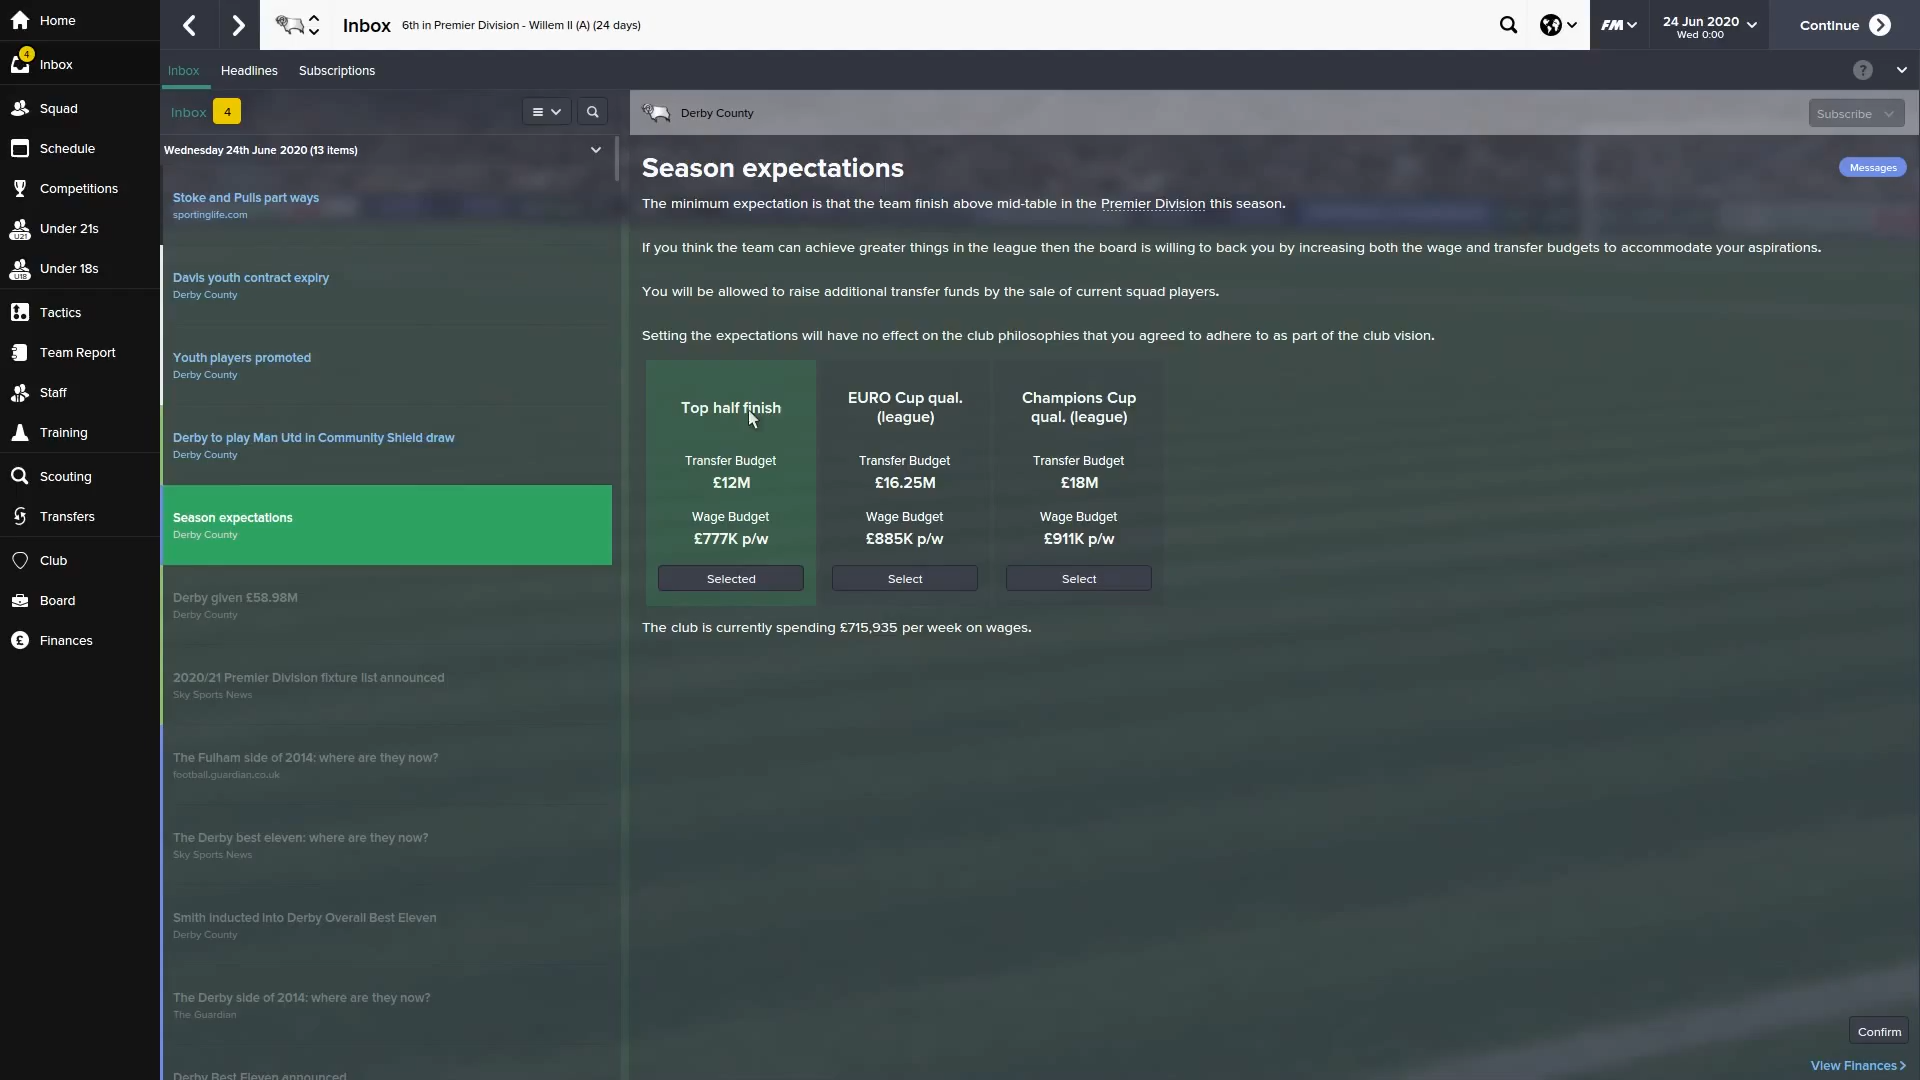 Home
4
Inbox
Squad
Schedule
Competitions
U21
Under 21s
U18
Under 18s
Tactics
Team Report
Staff
Training
Scouting
Transfers
Club
Board
£
Finances
Inbox
6th in Premier Division - Willem II (A) (24 days)
FM
24 Jun 2020
Wed 0:00
Continue
Inbox
Headlines
Subscriptions
?
Inbox
4
Wednesday 24th June 2020 (13 items)
Stoke and Pulls part ways
sportinglife.com
Davis youth contract expiry
Derby County
Youth players promoted
Derby County
Derby to play Man Utd in Community Shield draw
Derby County
Season expectations
Derby County
Derby given £58.98M
Derby County
2020/21 Premier Division fixture list announced
Sky Sports News
The Fulham side of 2014: where are they now?
football.guardian.co.uk
The Derby best eleven: where are they now?
Sky Sports News
Smith inducted into Derby Overall Best Eleven
Derby County
The Derby side of 2014: where are they now?
The Guardian
Derby Best Eleven announced
Derby County
Subscribe
Season expectations
Messages
The minimum expectation is that the team finish above mid-table in the Premier Division this season.
If you think the team can achieve greater things in the league then the board is willing to back you by increasing both the wage and transfer budgets to accommodate your aspirations.
You will be allowed to raise additional transfer funds by the sale of current squad players.
Setting the expectations will have no effect on the club philosophies that you agreed to adhere to as part of the club vision.
Top half finish
Transfer Budget
£12M
Wage Budget
£777K p/w
Selected
EURO Cup qual.
(league)
Transfer Budget
£16.25M
Wage Budget
£885K p/w
Select
Champions Cup
qual. (league)
Transfer Budget
£18M
Wage Budget
£911K p/w
Select
The club is currently spending £715,935 per week on wages.
Confirm
View Finances >